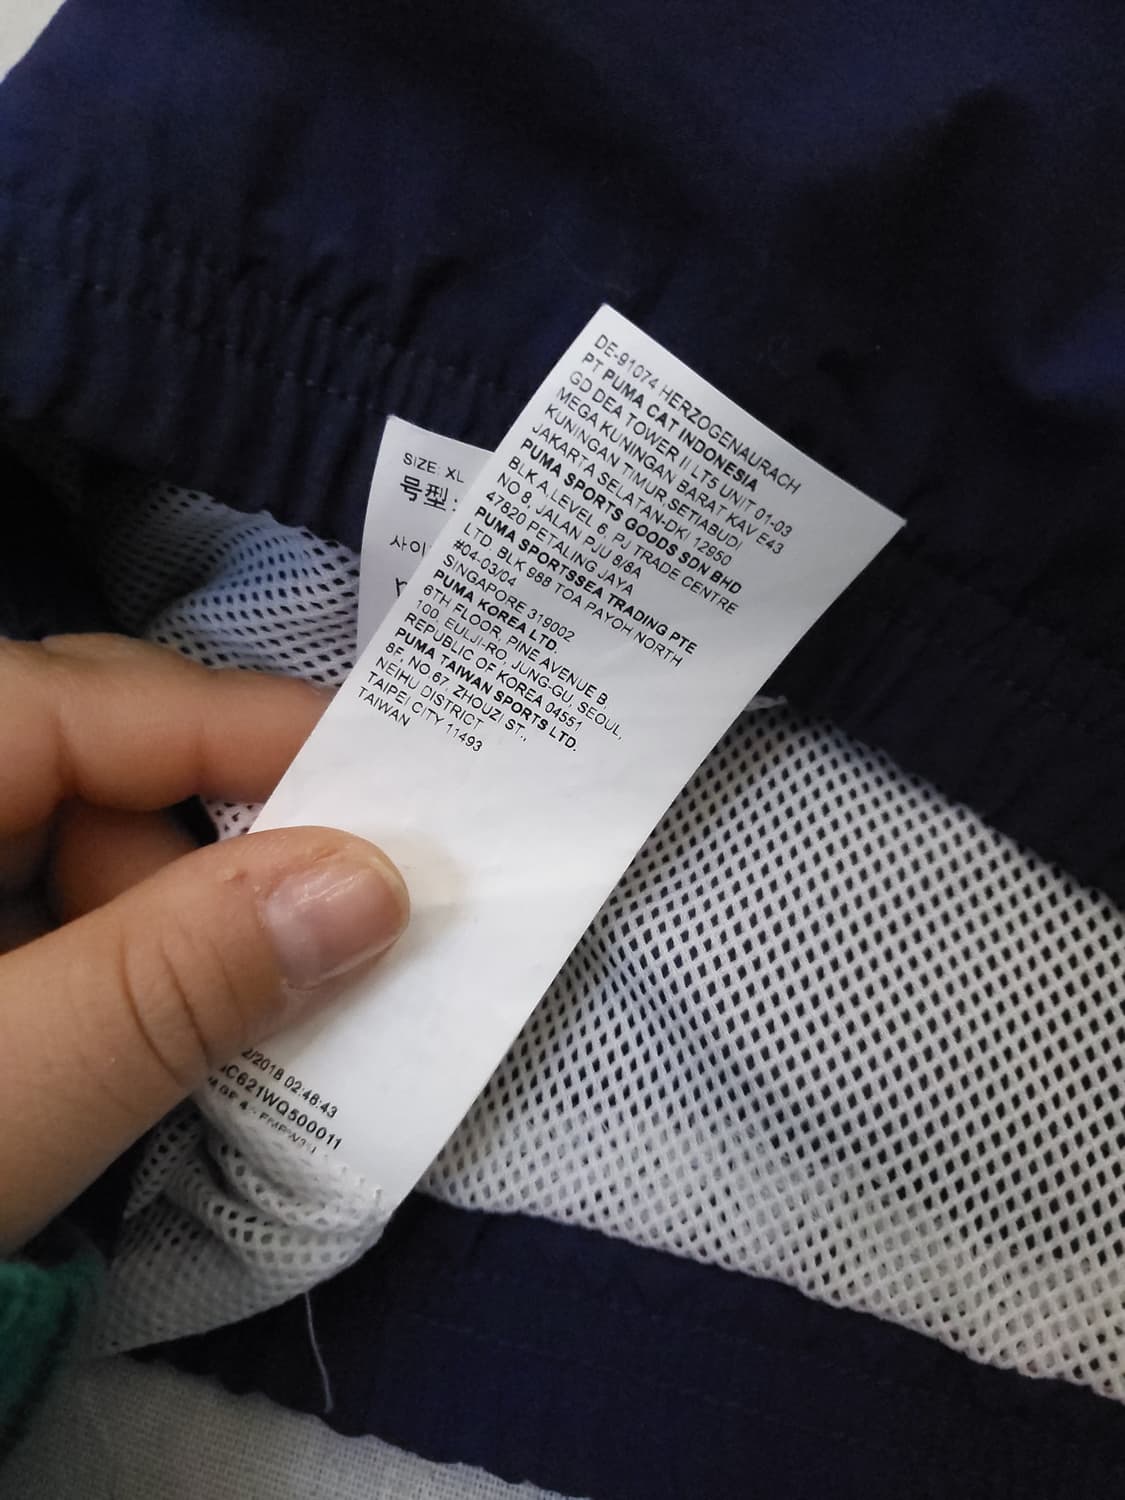 DE-91074 HERZOGENAURACH
PT PUMA CAT INDONESIA
GD DEA TOWER II LT5 UNIT 01-03
MEGA KUNINGAN BARAT KAV E43
KUNINGAN TIMUR SETIABUDI
JAKARTA SELATAN-DKI 12950
PUMA SPORTS GOODS SDN BHD
BLK A,LEVEL 6, PJ TRADE CENTRE
NO 8, JALAN PJU 8/8A
47820 PETALING JAYA
PUMA SPORTSSEA TRADING PTE
LTD, BLK 988 TOA PAYOH NORTH
#04-03/04
SINGAPORE 319002
PUMA KOREA LTD.
6TH FLOOR, PINE AVENUE B,
100, EULJI-RO, JUNG-GU, SEOUL,
REPUBLIC OF KOREA 04551
PUMA TAIWAN SPORTS LTD.
8F, NO 67, ZHOUZI ST.,
NEIHU DISTRICT,
TAIPEI CITY 11493
TAIWAN
2/2018 02:46:43
C621WQ500011
SIZE: XL
号型:
사이